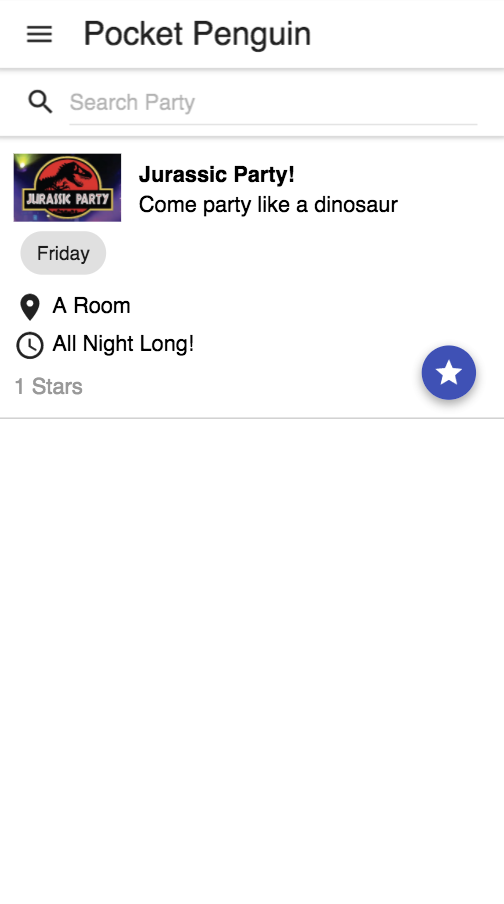 Pocket Penguin
Search Party
JURASSIC PARTY
Jurassic Party!
Come party like a dinosaur
Friday
A Room
All Night Long!
1 Stars